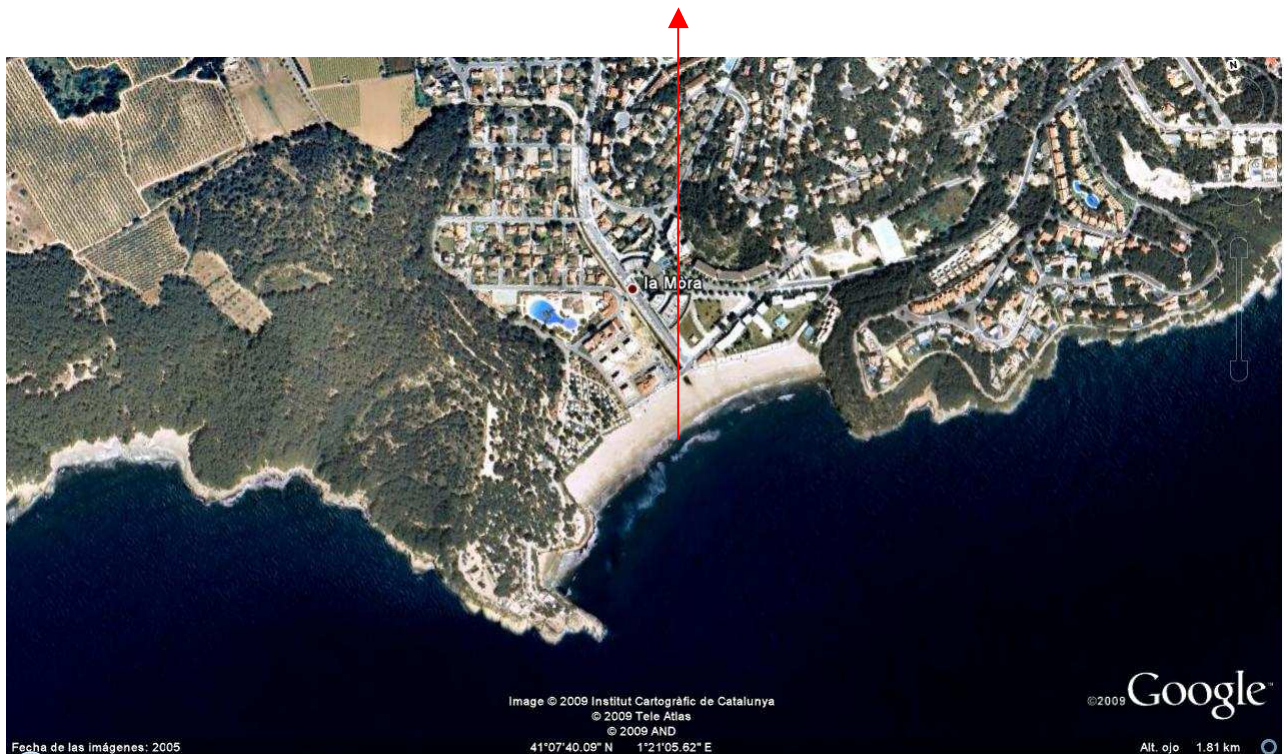 N
la Mora
Image © 2009 Institut Cartogràfic de Catalunya
© 2009 Tele Atlas
© 2009 AND
©2009 Google™
Fecha de las imágenes: 2005
41°07'40.09" N 1°21'05.62" E
Alt. ojo 1.81 km